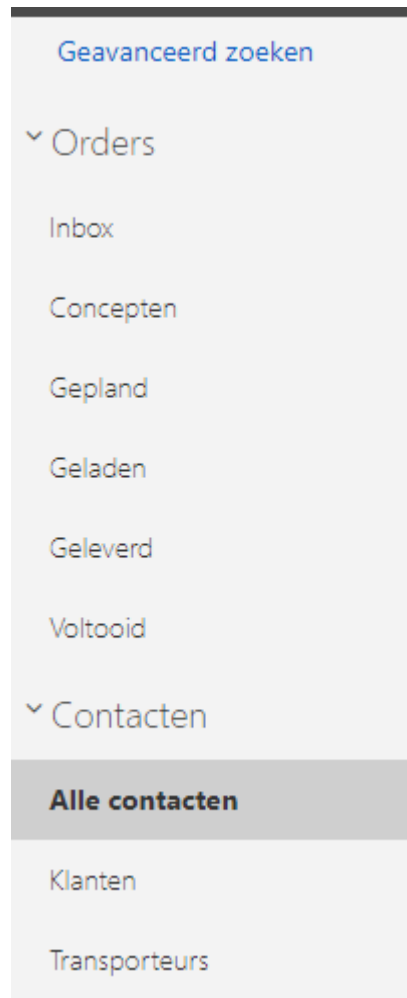 Geavanceerd zoeken
Orders
Inbox
Concepten
Gepland
Geladen
Geleverd
Voltooid
Contacten
Alle contacten
Klanten
Transporteurs